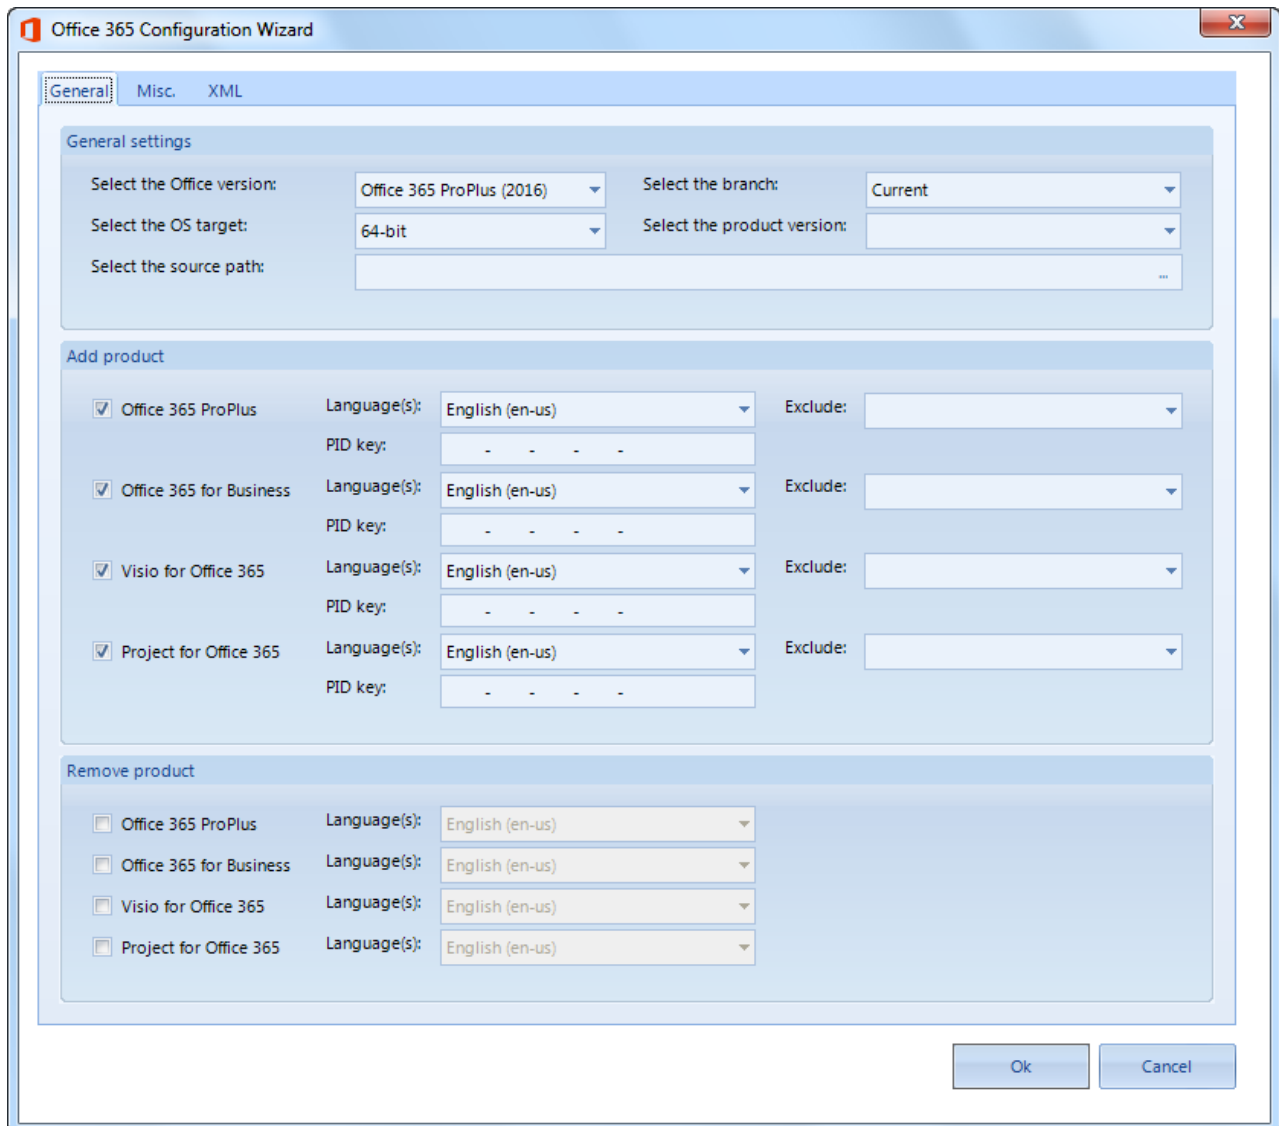 Office 365 Configuration Wizard
General Misc. XML
General settings
Select the Office version: Office 365 ProPlus (2016) Select the branch: Current
Select the OS target: 64-bit Select the product version:
Select the source path: ...
Add product
Office 365 ProPlus Language(s): English (en-us) Exclude:
PID key: - - - -
Office 365 for Business Language(s): English (en-us) Exclude:
PID key: - - - -
Visio for Office 365 Language(s): English (en-us) Exclude:
PID key: - - - -
Project for Office 365 Language(s): English (en-us) Exclude:
PID key: - - - -
Remove product
Office 365 ProPlus Language(s): English (en-us)
Office 365 for Business Language(s): English (en-us)
Visio for Office 365 Language(s): English (en-us)
Project for Office 365 Language(s): English (en-us)
Ok Cancel